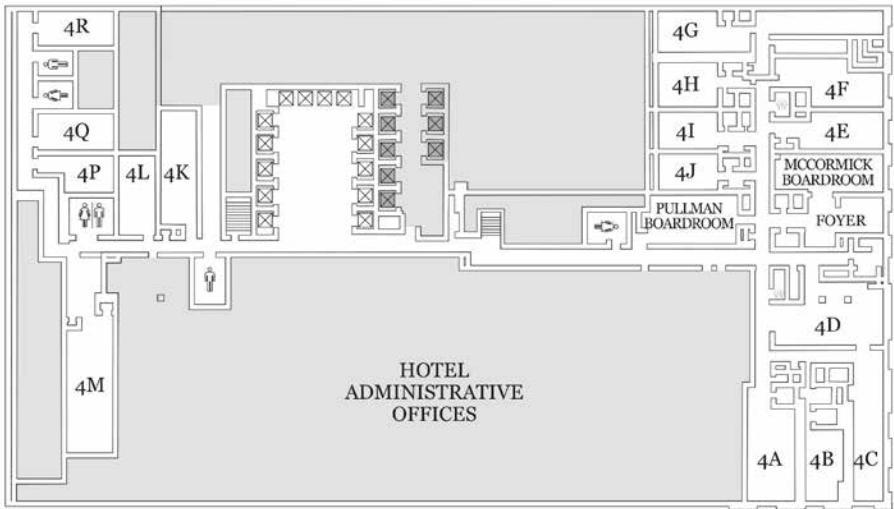 4R
4G
4H
4F
4Q
4I
4E
4P
4L
4K
4J
MCCORMICK
BOARDROOM
PULLMAN
BOARDROOM
FOYER
4D
4M
HOTEL
ADMINISTRATIVE
OFFICES
4A
4B
4C